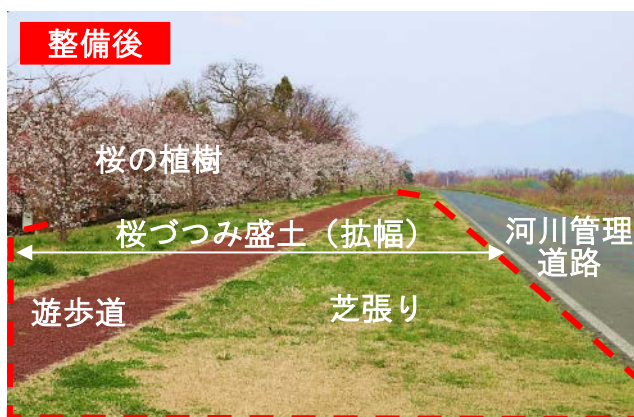 整備後
桜の植樹
桜づつみ盛土（拡幅）
河川管理
道路
遊歩道
芝張り